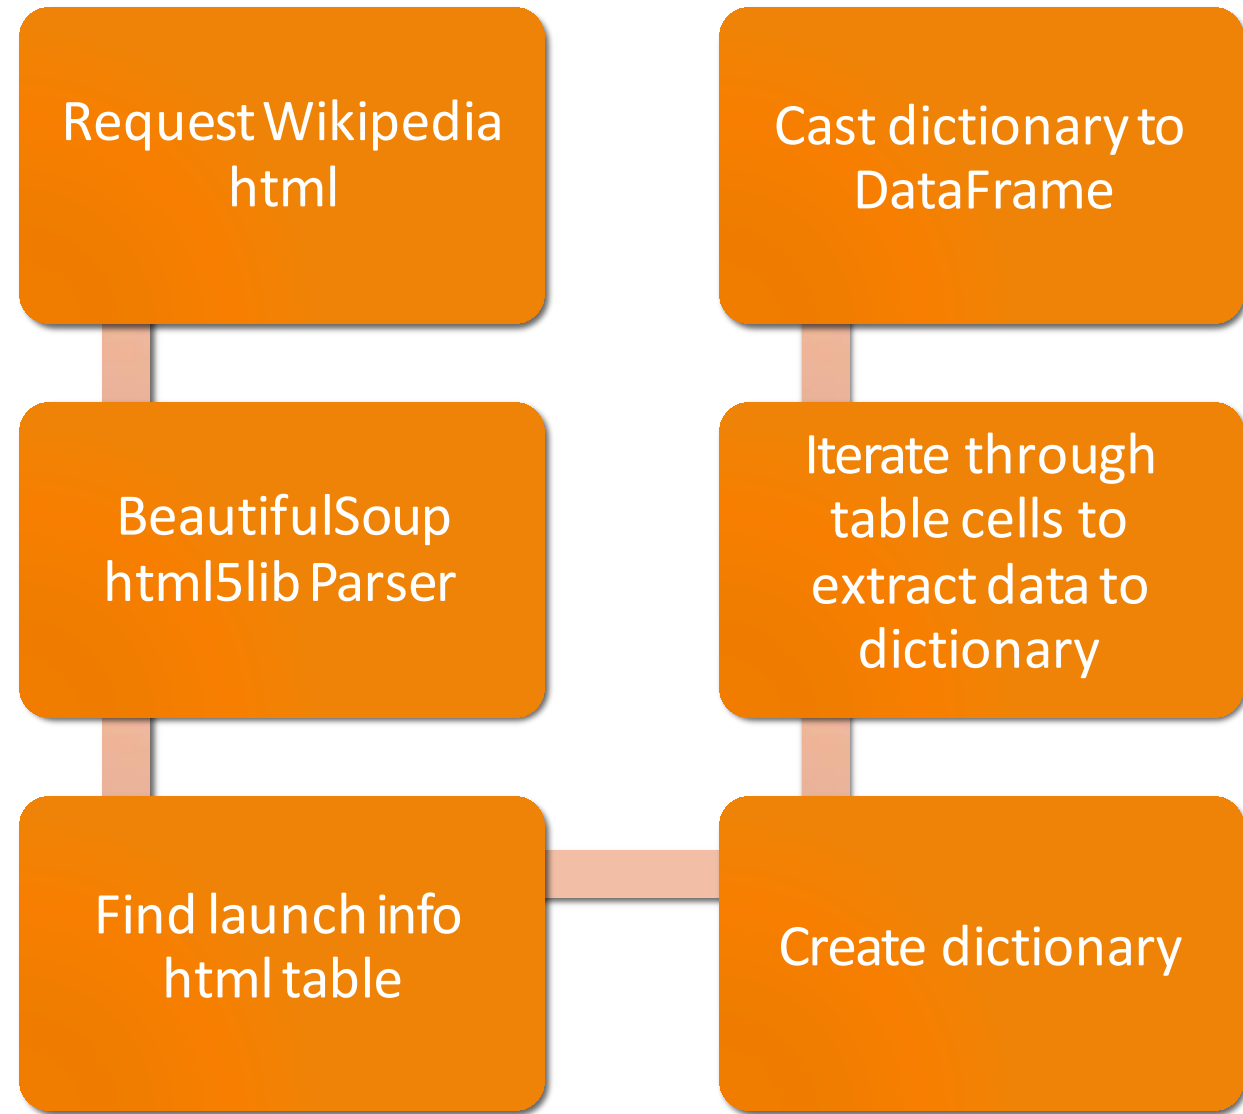 Request Wikipedia
html
BeautifulSoup
html5lib Parser
Find launch info
html table
Create dictionary
Iterate through
table cells to
extract data to
dictionary
Cast dictionary to
DataFrame